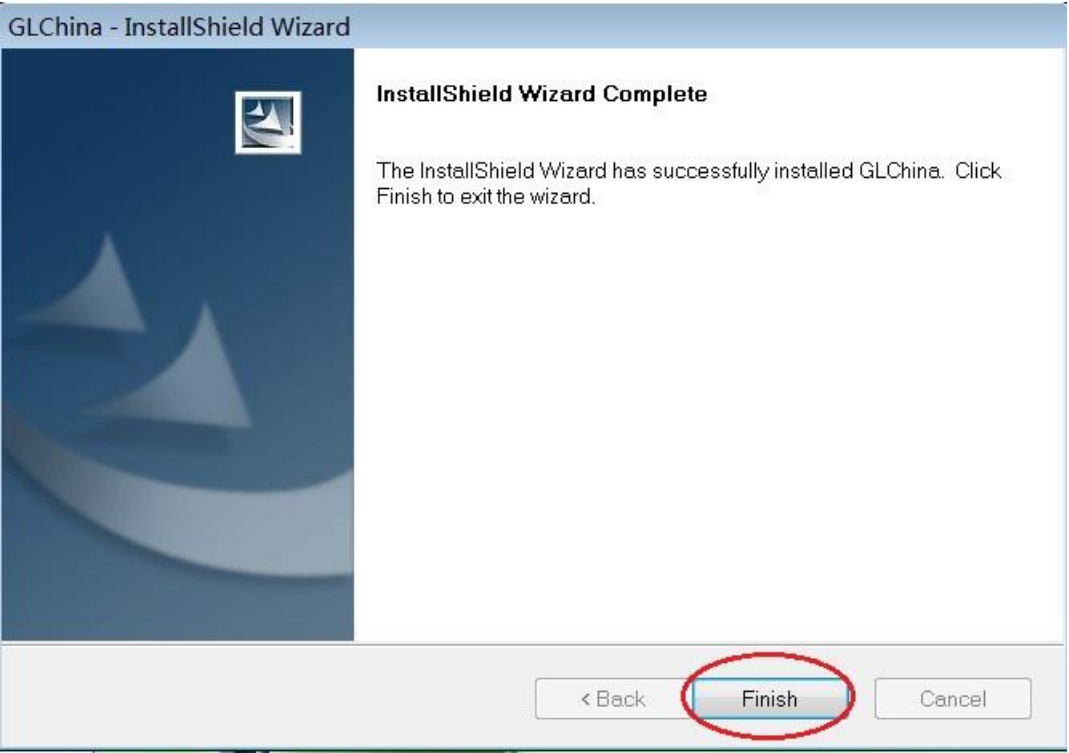 GLChina - InstallShield Wizard
InstallShield Wizard Complete
The InstallShield Wizard has successfully installed GLChina.  Click
Finish to exit the wizard.
< Back
Finish
Cancel